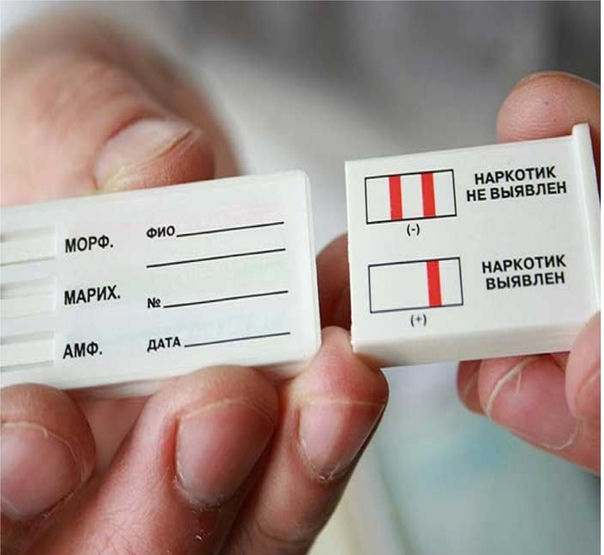 МОРФ.
МАРИХ.
АМФ.
ФИО
№
ДАТА
НАРКОТИК
НЕ ВЫЯВЛЕН
(-)
НАРКОТИК
ВЫЯВЛЕН
(+)